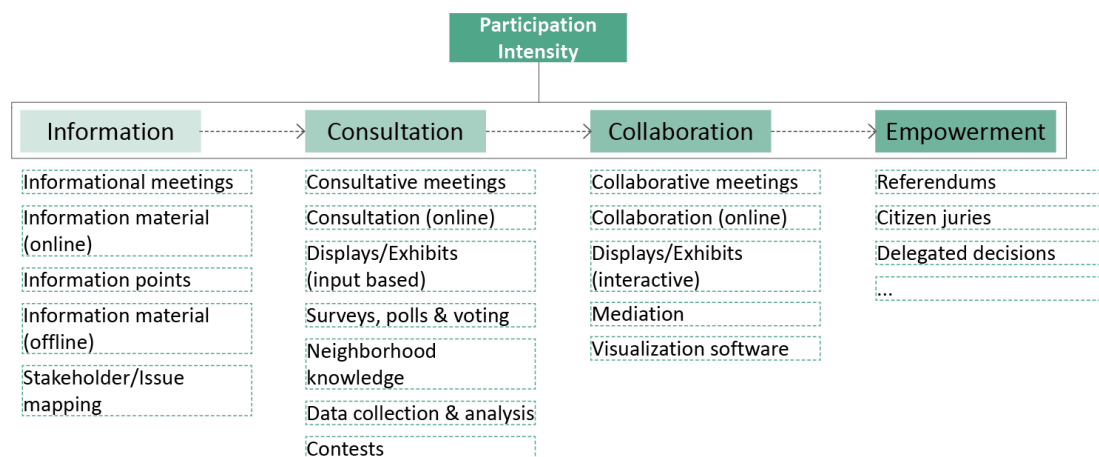 Participation
Intensity
Information
Consultation
Collaboration
Empowerment
Informational meetings
Information material
(online)
Information points
Information material
(offline)
Stakeholder/Issue
mapping
Consultative meetings
Consultation (online)
Displays/Exhibits
(input based)
Surveys, polls & voting
Neighborhood
knowledge
Data collection & analysis
Contests
Collaborative meetings
Collaboration (online)
Displays/Exhibits
(interactive)
Mediation
Visualization software
Referendums
Citizen juries
Delegated decisions
...